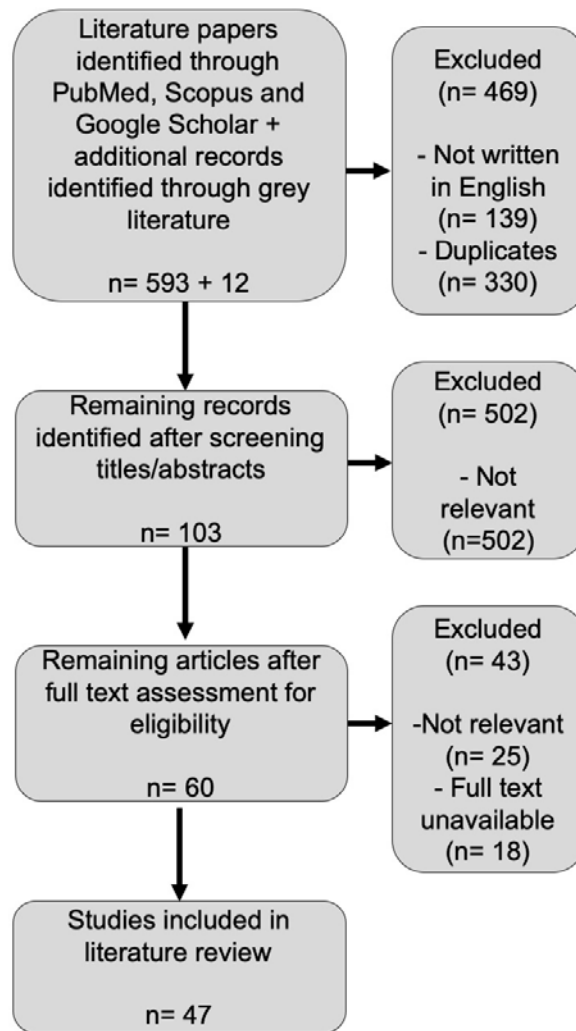 Literature papers
identified through
PubMed, Scopus and
Google Scholar +
additional records
identified through grey
literature
n= 593 + 12
Excluded
(n= 469)
- Not written
in English
(n= 139)
- Duplicates
(n= 330)
Remaining records
identified after screening
titles/abstracts
n= 103
Excluded
(n= 502)
- Not
relevant
(n=502)
Remaining articles after
full text assessment for
eligibility
n= 60
Excluded
(n= 43)
-Not relevant
(n= 25)
- Full text
unavailable
(n= 18)
Studies included in
literature review
n= 47